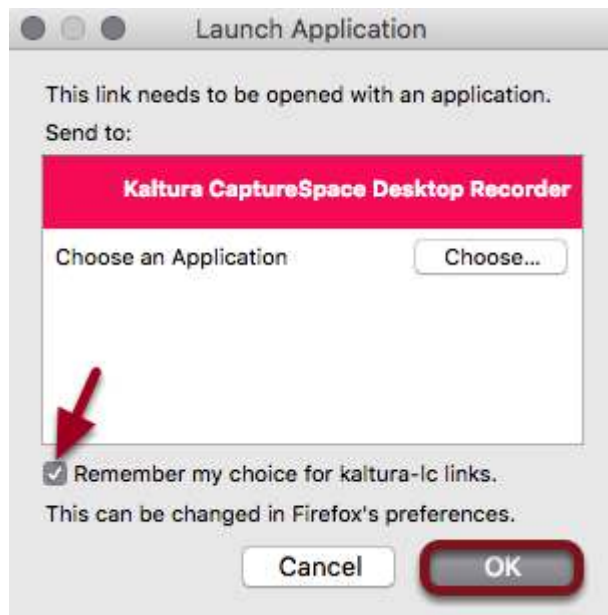 Launch Application
This link needs to be opened with an application.
Send to:
Kaltura CaptureSpace Desktop Recorder
Choose an Application
Choose...
Remember my choice for kaltura-lc links.
This can be changed in Firefox's preferences.
Cancel
OK